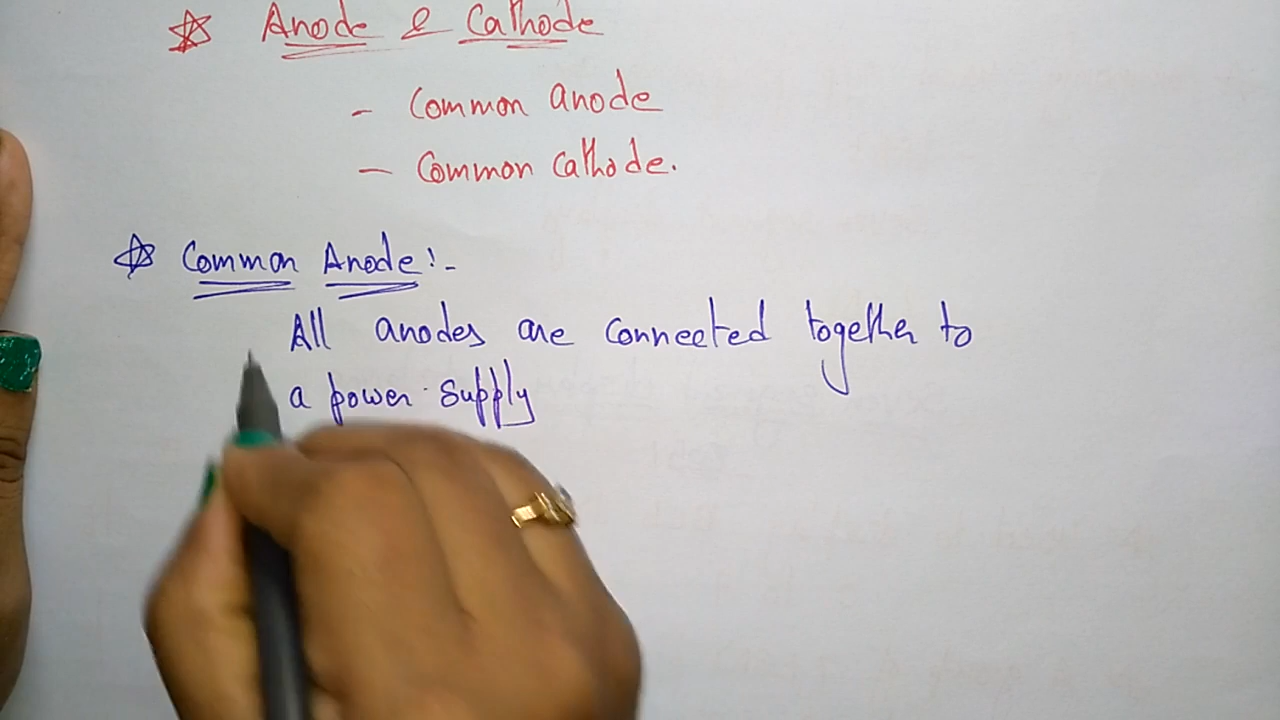 ☆ Anode & Cathode
- Common anode
- Common Cathode.
☆ Common Anode:-
All anodes are connected together to
a power supply